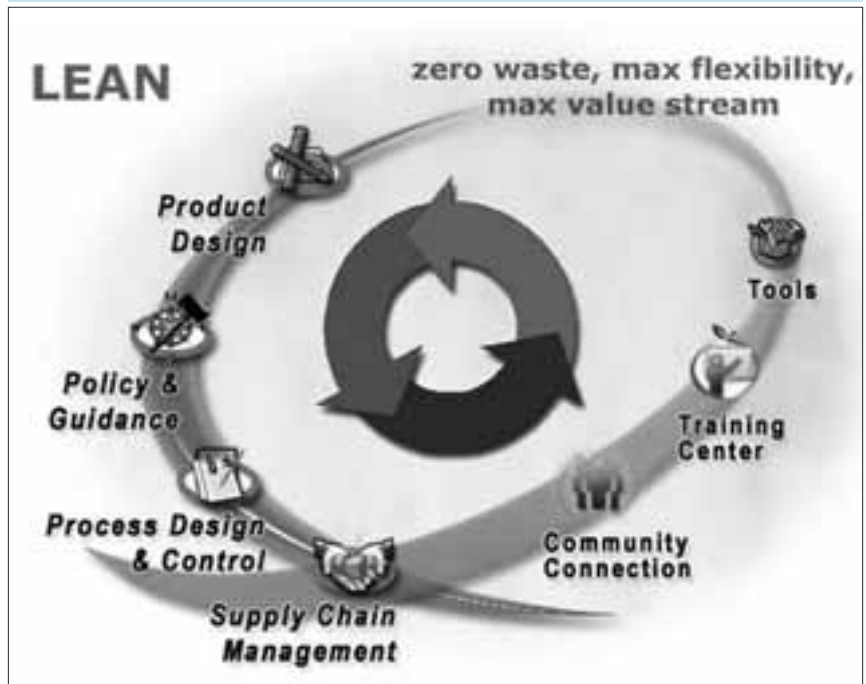 LEAN
zero waste, max flexibility,
max value stream
Product
Design
Tools
Policy &
Guidance
Training
Center
Process Design
& Control
Community
Connection
Supply Chain
Management